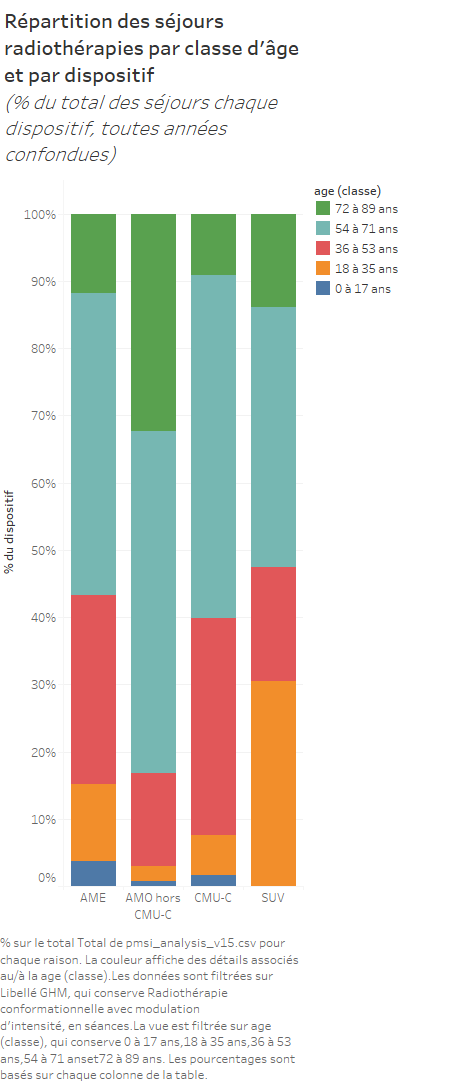 Répartition des séjours
radiothérapies par classe d’âge
et par dispositif
(% du total des séjours chaque
dispositif, toutes années
confondues)
age (classe)
72 à 89 ans
54 à 71 ans
36 à 53 ans
18 à 35 ans
0 à 17 ans
% du dispositif
100%
90%
80%
70%
60%
50%
40%
30%
20%
10%
0%
AME
AMO hors
CMU-C
CMU-C
SUV
% sur le total Total de pmsi_analysis_v15.csv pour
chaque raison. La couleur affiche des détails associés
au/à la age (classe).Les données sont filtrées sur
Libellé GHM, qui conserve Radiothérapie
conformationnelle avec modulation
d’intensité, en séances.La vue est filtrée sur age
(classe), qui conserve 0 à 17 ans,18 à 35 ans,36 à 53
ans,54 à 71 anset72 à 89 ans. Les pourcentages sont
basés sur chaque colonne de la table.